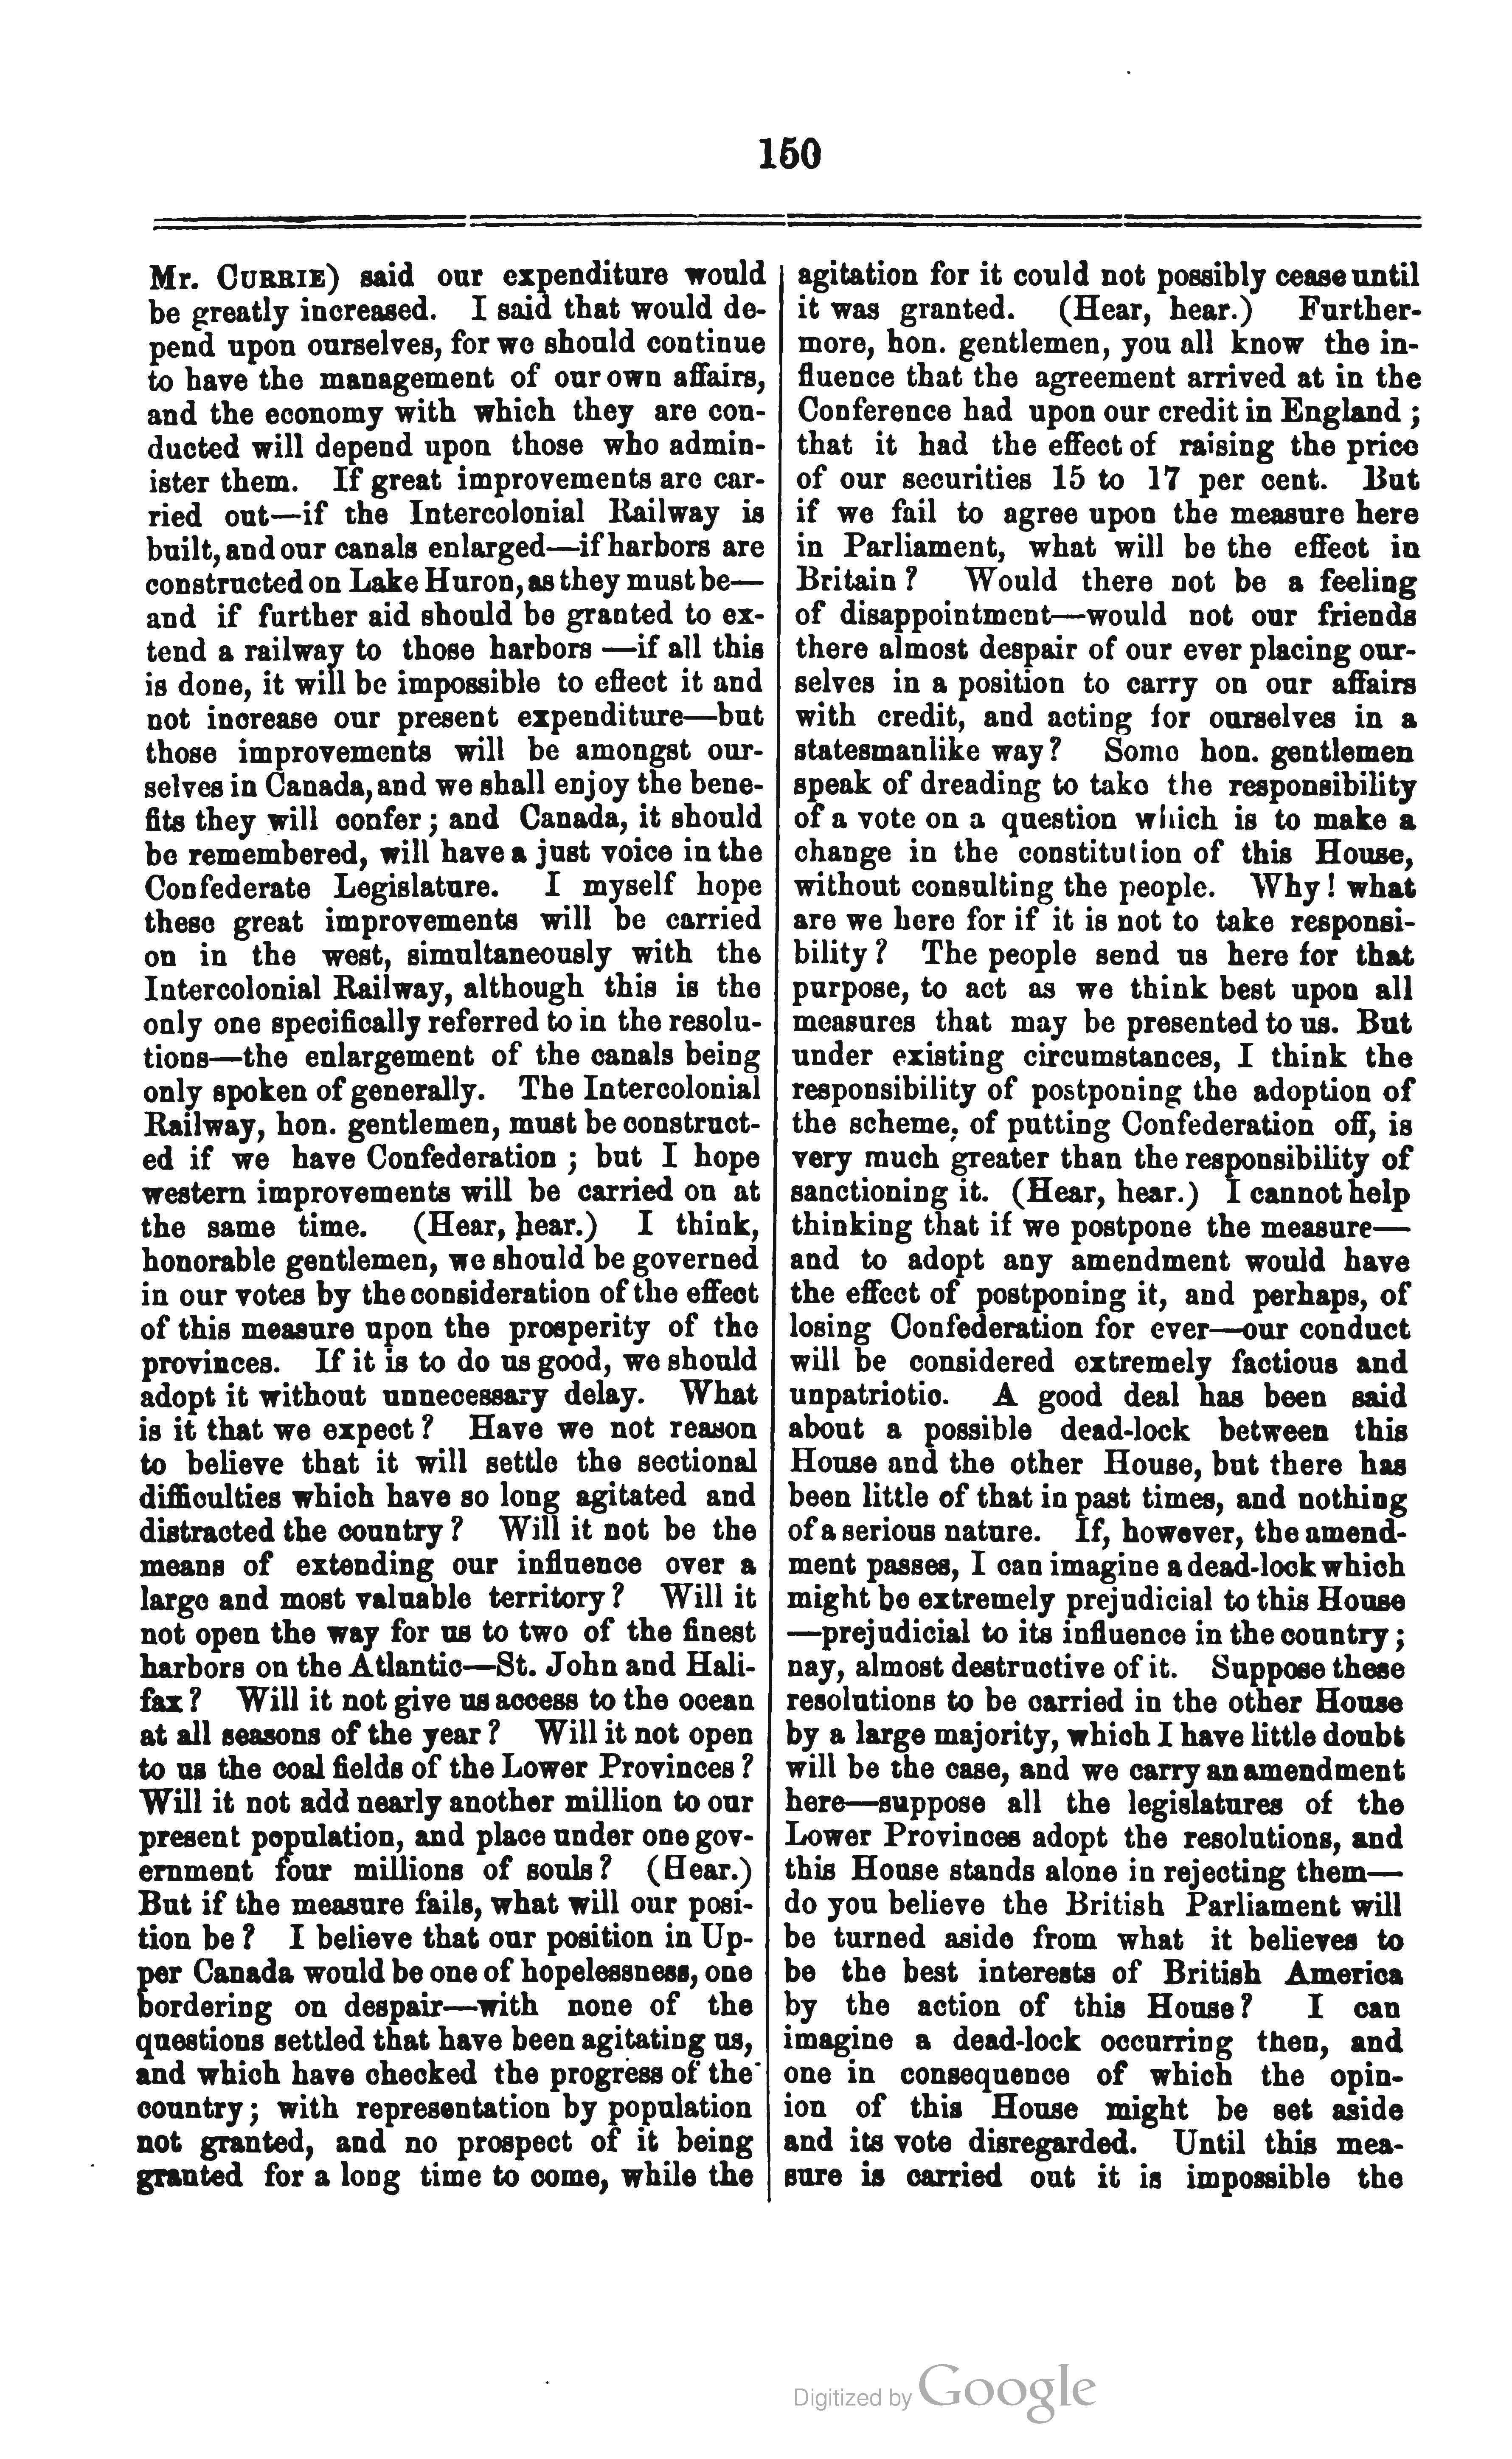 150
Mr. CURRIE) said our expenditure would
be greatly increased. I said that would de-
pend upon ourselves, for we should continue
to have the management of our own affairs,
and the economy with which they are con-
ducted will depend upon those who admin-
ister them. If great improvements are car-
ried out—if the Intercolonial Railway is
built, and our canals enlarged—if harbors are
constructed on Lake Huron, as they must be—
and if further aid should be granted to ex-
tend a railway to those harbors—if all this
is done, it will be impossible to effect it and
not increase our present expenditure—but
those improvements will be amongst our-
selves in Canada, and we shall enjoy the bene-
fits they will confer; and Canada, it should
be remembered, will have a just voice in the
Confederate Legislature. I myself hope
these great improvements will be carried
on in the west, simultaneously with the
Intercolonial Railway, although this is the
only one specifically referred to in the resolu-
tions—the enlargement of the canals being
only spoken of generally. The Intercolonial
Railway, hon. gentlemen, must be construct-
ed if we have Confederation; but I hope
western improvements will be carried on at
the same time. (Hear, hear.) I think,
honorable gentlemen, we should be governed
in our votes by the consideration of the effect
of this measure upon the prosperity of the
provinces. If it is to do us good, we should
adopt it without unnecessary delay. What
is it that we expect? Have we not reason
to believe that it will settle the sectional
difficulties which have so long agitated and
distracted the country? Will it not be the
means of extending our influence over a
large and most valuable territory? Will it
not open the way for us to two of the finest
harbors on the Atlantic—St. John and Hali-
fax? Will it not give us access to the ocean
at all seasons of the year? Will it not open
to us the coal fields of the Lower Provinces?
Will it not add nearly another million to our
present population, and place under one gov-
ernment four millions of souls? (Hear.)
But if the measure fails, what will our posi-
tion be? I believe that our position in Up-
per Canada would be one of hopelessness, one
bordering on despair—with none of the
questions settled that have been agitating us,
and which have checked the progress of the
country; with representation by population
not granted, and no prospect of it being
granted for a long time to come, while the
agitation for it could not possibly cease until
it was granted. (Hear, hear.) Further-
more, hon. gentlemen, you all know the in-
fluence that the agreement arrived at in the
Conference had upon our credit in England;
that it had the effect of raising the price
of our securities 15 to 17 per cent. But
if we fail to agree upon the measure here
in Parliament, what will be the effect in
Britain? Would there not be a feeling
of disappointment—would not our friends
there almost despair of our ever placing our-
selves in a position to carry on our affairs
with credit, and acting for ourselves in a
statesmanlike way? Some hon. gentlemen
speak of dreading to take the responsibility
of a vote on a question which is to make a
change in the constitution of this House,
without consulting the people. Why! what
are we here for if it is not to take responsi-
bility? The people send us here for that
purpose, to act as we think best upon all
measures that may be presented to us. But
under existing circumstances, I think the
responsibility of postponing the adoption of
the scheme, of putting Confederation off, is
very much greater than the responsibility of
sanctioning it. (Hear, hear.) I cannot help
thinking that if we postpone the measure—
and to adopt any amendment would have
the effect of postponing it, and perhaps, of
losing Confederation for ever—our conduct
will be considered extremely factious and
unpatriotic. A good deal has been said
about a possible dead-lock between this
House and the other House, but there has
been little of that in past times, and nothing
of a serious nature. If, however, the amend-
ment passes, I can imagine a dead-lock which
might be extremely prejudicial to this House
—prejudicial to its influence in the country;
nay, almost destructive of it. Suppose these
resolutions to be carried in the other House
by a large majority, which I have little doubt
will be the case, and we carry an amendment
here—suppose all the legislatures of the
Lower Provinces adopt the resolutions, and
this House stands alone in rejecting them—
do you believe the British Parliament will
be turned aside from what it believes to
be the best interests of British America
by the action of this House? I can
imagine a dead-lock occurring then, and
one in consequence of which the opin-
ion of this House might be set aside
and its vote disregarded. Until this mea-
sure is carried out it is impossible the
Digitized by Google